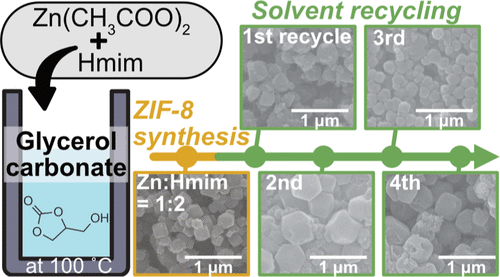 Zn(CH₃COO)₂
+
Hmim
Glycerol
carbonate
O
O
O
OH
at 100 ˚C
ZIF-8
synthesis
Zn:Hmim
= 1:2
1 µm
Solvent recycling
1st recycle
1 µm
2nd
1 µm
3rd
1 µm
4th
1 µm